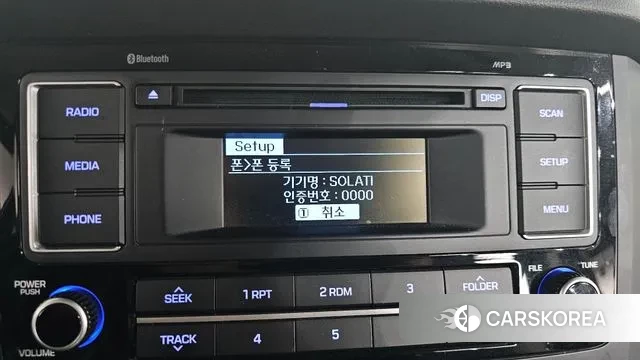 Bluetooth
MP3
RADIO
DISP
SCAN
Setup
폰>폰 등록
MEDIA
기기명 : SOLATI
SETUP
인증번호 : 0000
① 취소
PHONE
MENU
POWER
PUSH
FILE
TUNE
SEEK
1 RPT
2 RDM
3
FOLDER
TRACK
4
5
VOLUME
CARSKOREA